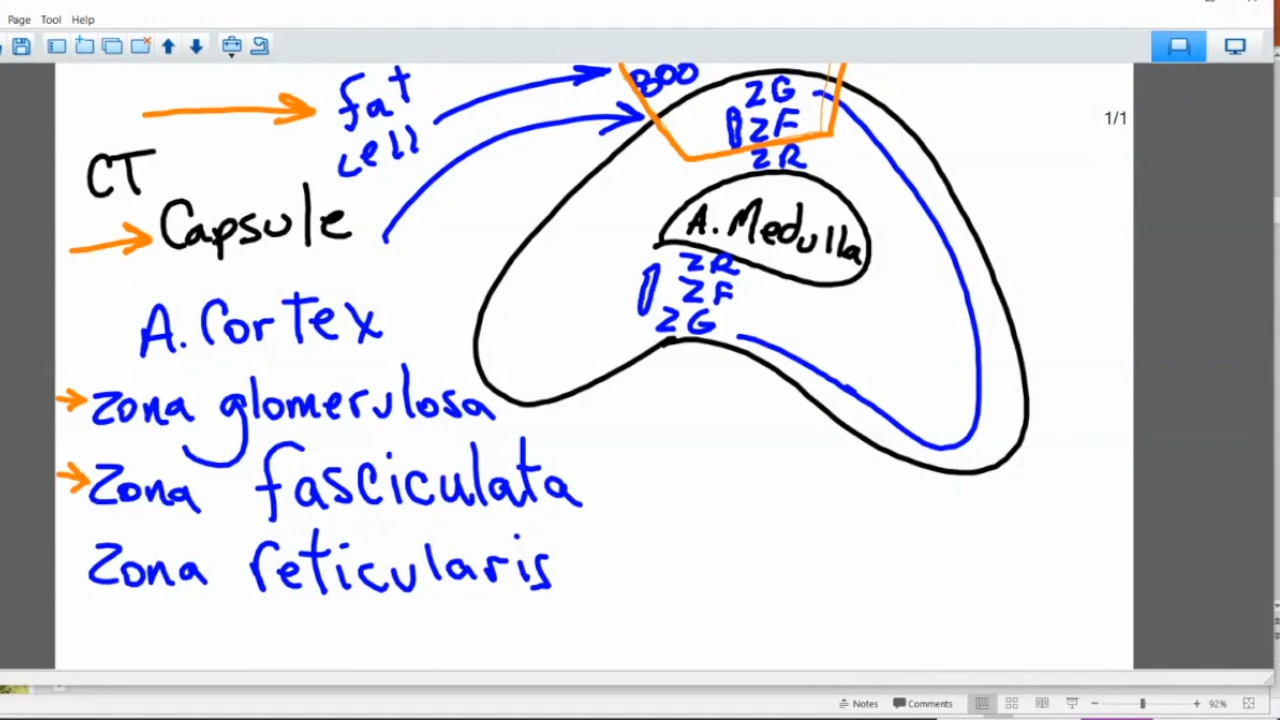 Page Tool Help
1/1
fat
cell
CT
Capsule
A. Cortex
Zona glomerulosa
Zona fasciculata
Zona reticularis
ZG
ZF
ZR
A. Medulla
ZR
ZF
ZG
Notes Comments 92%